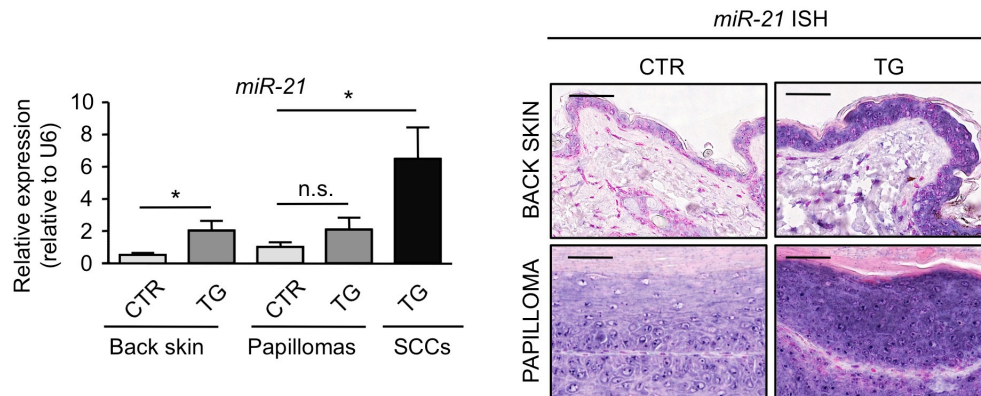 miR-21
Relative expression
(relative to U6)
10
8
6
4
2
0
*
n.s.
*
CTR
TG
CTR
TG
TG
Back skin
Papillomas
SCCs
miR-21 ISH
CTR
TG
BACK SKIN
PAPILLOMA